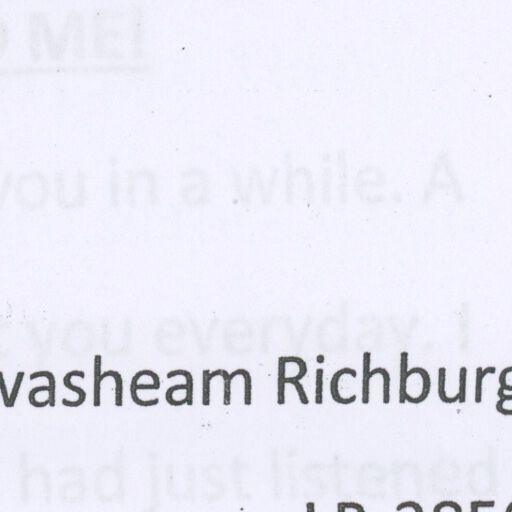 ME!
you in a while. A
you everyday. I
vasheam Richburg
had just listened